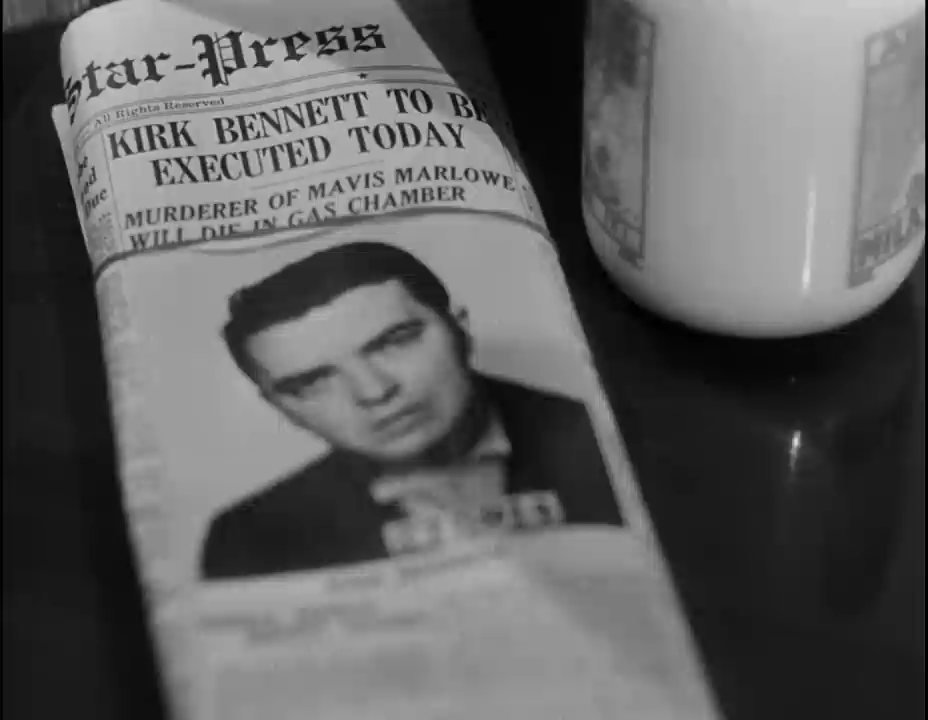 Star-Press
All Rights Reserved
KIRK BENNETT TO BE
EXECUTED TODAY
MURDERER OF MAVIS MARLOWE
WILL DIE IN GAS CHAMBER
MILK